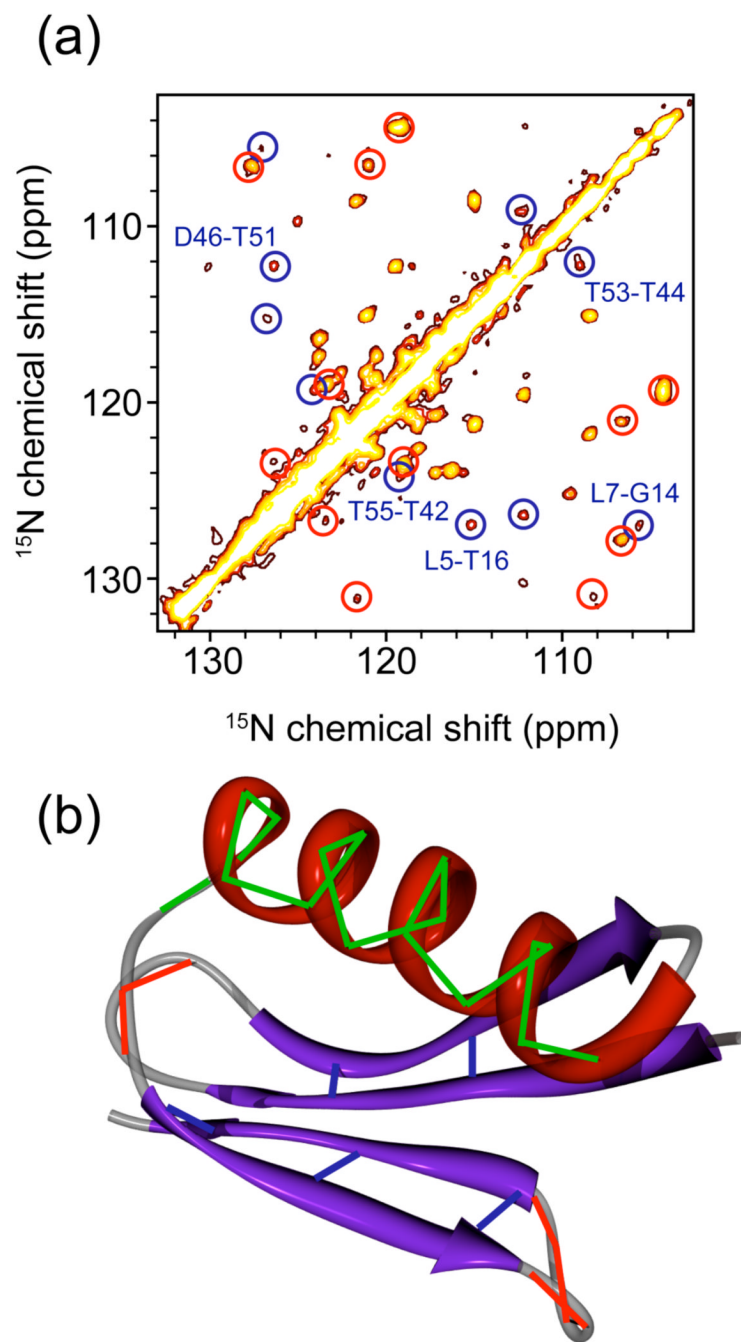 (a)
110
120
130
¹⁵N chemical shift (ppm)
D46-T51
T53-T44
T55-T42
L7-G14
L5-T16
130 120 110
¹⁵N chemical shift (ppm)
(b)